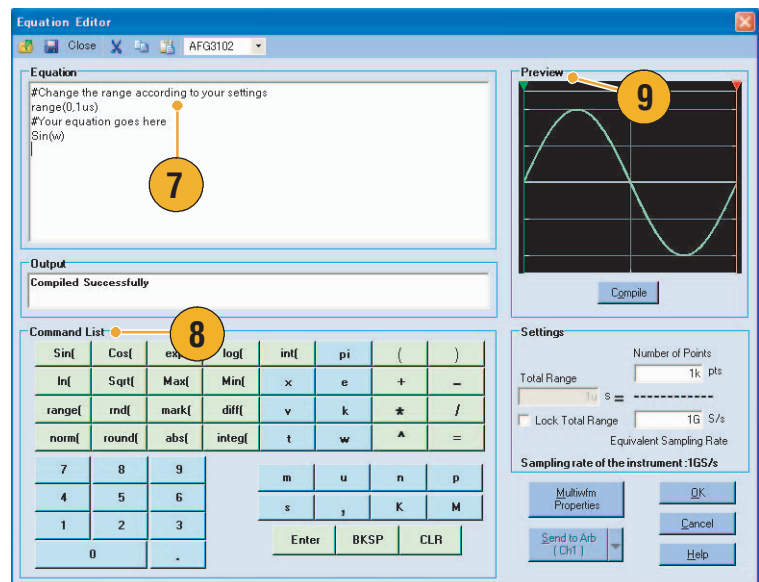 Equation Editor
Close AFG3102
Equation
#Change the range according to your settings
range(0,1us)
#Your equation goes here
Sin(w)
7
Preview
9
Compile
Output
Compiled Successfully
Command List
8
Sin( Cos( exp( log( int( pi ( )
ln( Sqrt( Max( Min( x e + -
range( rnd( mark( diff( v k * /
norm( round( abs( integ( t w ^ =
7 8 9 m u n p
4 5 6 s , K M
1 2 3
0 .
Enter BKSP CLR
Settings
Number of Points
1k pts
Total Range
1u s = ------------
Lock Total Range 1G S/s
Equivalent Sampling Rate
Sampling rate of the instrument :1GS/s
Multiwfm
Properties
OK
Cancel
Send to Arb
( Ch1 )
Help